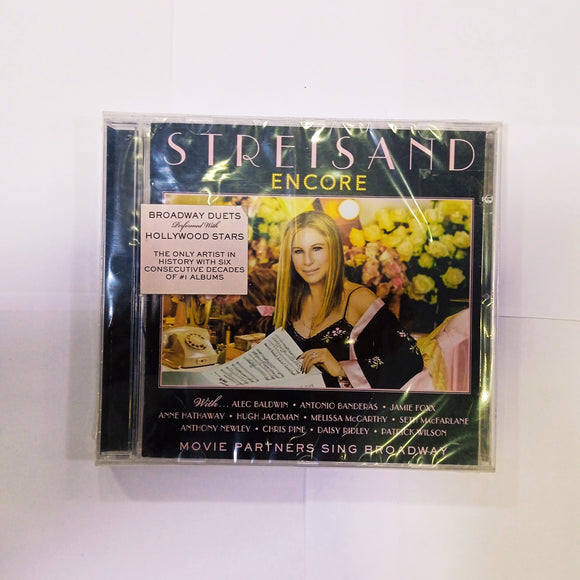 STREISAND
ENCORE
BROADWAY DUETS
Performed With
HOLLYWOOD STARS
THE ONLY ARTIST IN
HISTORY WITH SIX
CONSECUTIVE DECADES
OF #1 ALBUMS
With... ALEC BALDWIN • ANTONIO BANDERAS • JAMIE FOXX
ANNE HATHAWAY • HUGH JACKMAN • MELISSA McCARTHY • SETH MacFARLANE
ANTHONY NEWLEY • CHRIS PINE • DAISY RIDLEY • PATRICK WILSON
MOVIE PARTNERS SING BROADWAY